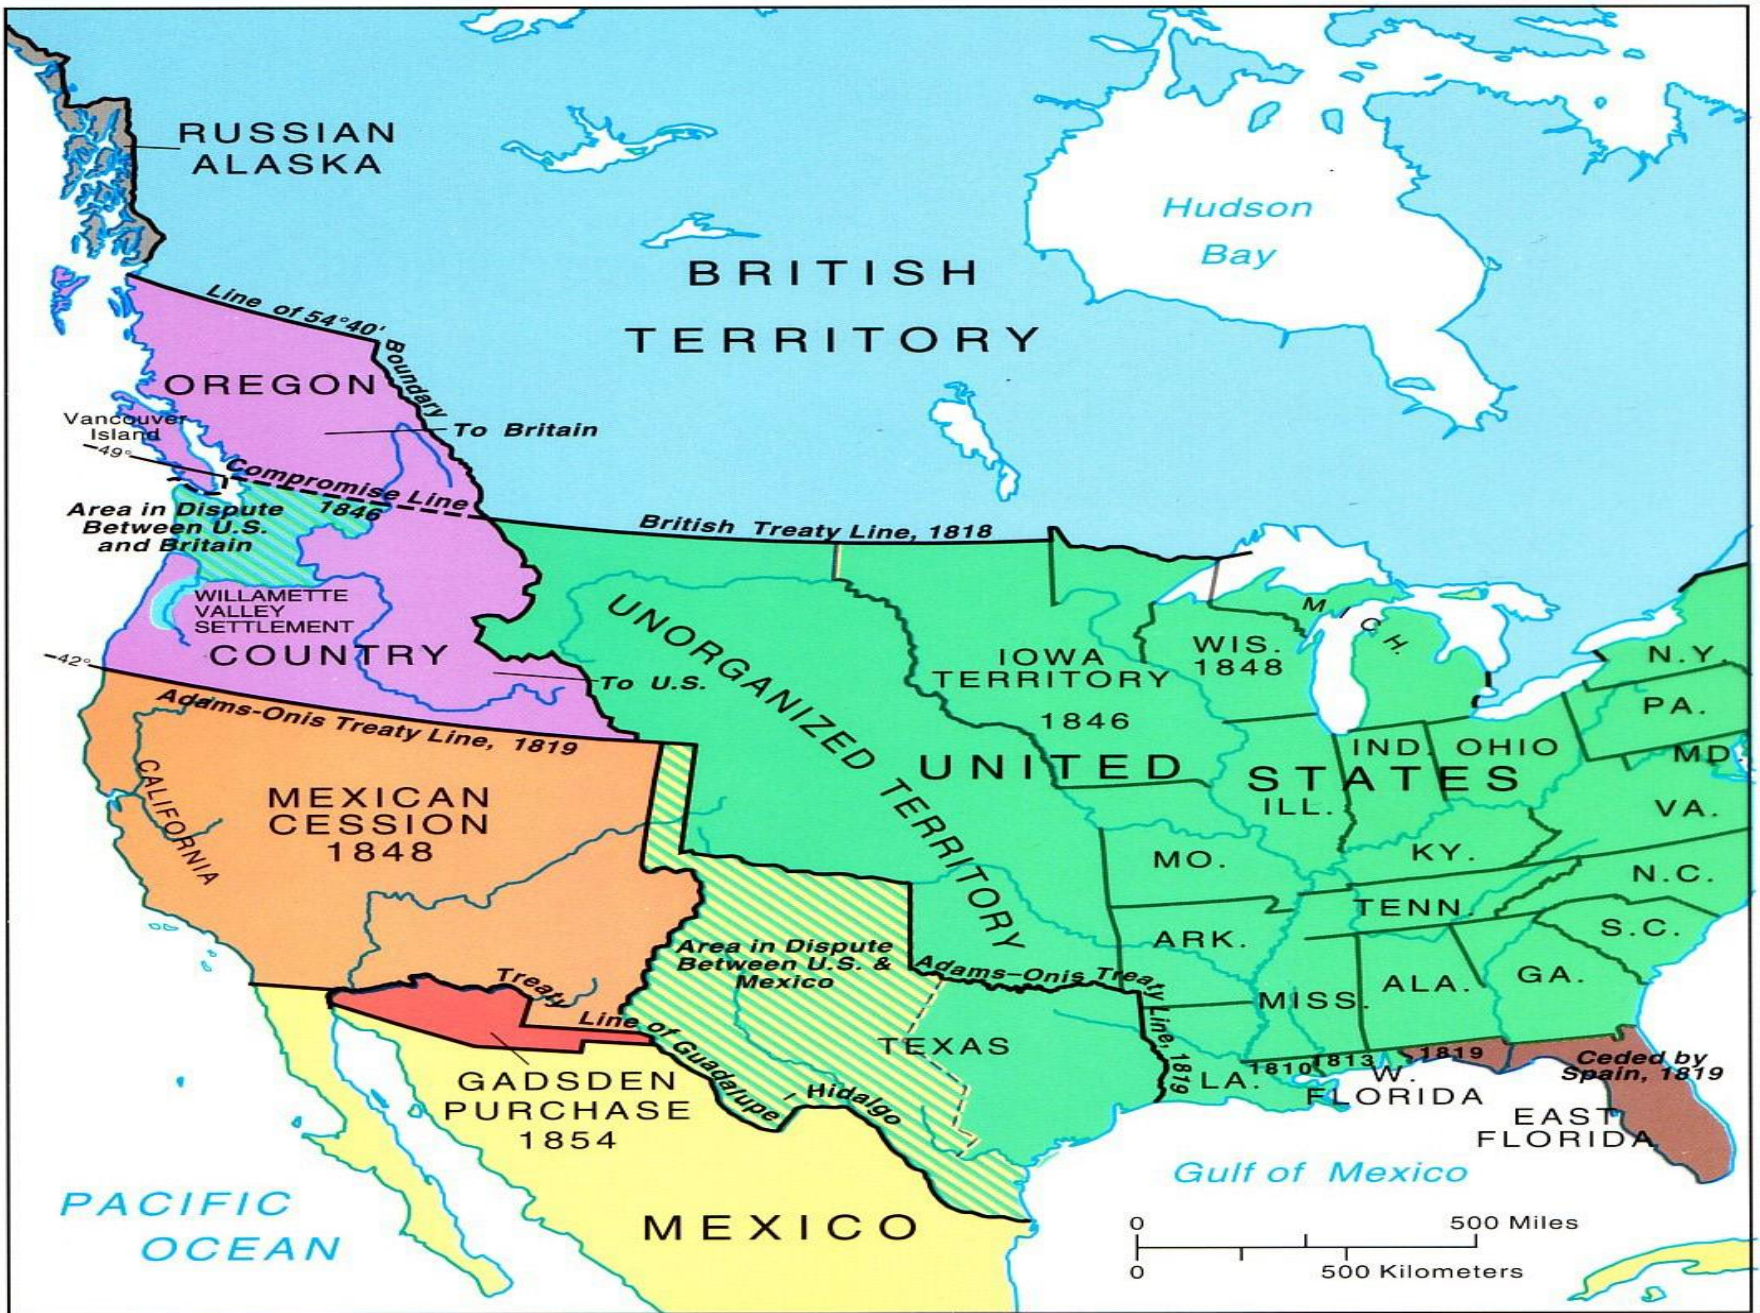 RUSSIAN
ALASKA
Hudson
Bay
BRITISH
TERRITORY
Line of 54°40'
Boundary
OREGON
Vancouver
Island
To Britain
49°
Compromise Line
1846
Area in Dispute
Between U.S.
and Britain
British Treaty Line, 1818
WILLAMETTE
VALLEY
SETTLEMENT
COUNTRY
42°
To U.S.
Adams-Onis Treaty Line, 1819
UNORGANIZED TERRITORY
IOWA
TERRITORY
1846
WIS.
1848
MICH.
N.Y.
PA.
MD
IND.
OHIO
UNITED
STATES
ILL.
VA.
CALIFORNIA
MEXICAN
CESSION
1848
MO.
KY.
N.C.
TENN.
S.C.
ARK.
Area in Dispute
Between U.S. &
Mexico
Adams-Onis Treaty Line, 1819
MISS.
ALA.
GA.
Treaty Line of Guadalupe Hidalgo
TEXAS
LA.
1810
1813
1819
W.
FLORIDA
Ceded by
Spain, 1819
EAST
FLORIDA
GADSDEN
PURCHASE
1854
Gulf of Mexico
PACIFIC
OCEAN
MEXICO
0 500 Miles
0 500 Kilometers